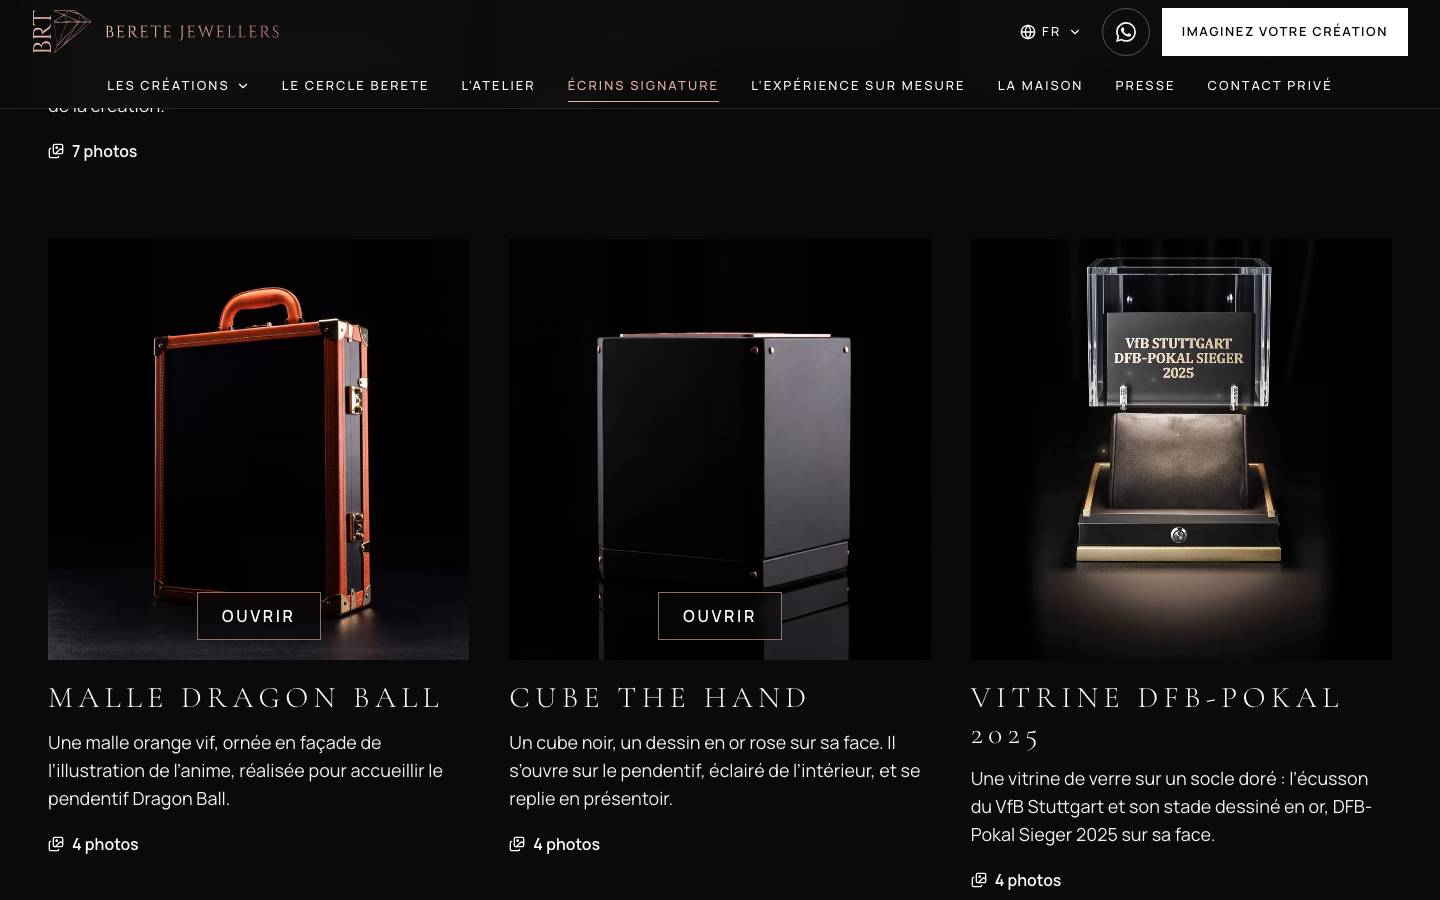 BRT
BERETE JEWELLERS
FR
IMAGINEZ VOTRE CRÉATION
LES CRÉATIONS
LE CERCLE BERETE
L'ATELIER
ÉCRINS SIGNATURE
L'EXPÉRIENCE SUR MESURE
LA MAISON
PRESSE
CONTACT PRIVÉ
de la création.
7 photos
OUVRIR
MALLE DRAGON BALL
Une malle orange vif, ornée en façade de
l’illustration de l’anime, réalisée pour accueillir le
pendentif Dragon Ball.
4 photos
OUVRIR
CUBE THE HAND
Un cube noir, un dessin en or rose sur sa face. Il
s’ouvre sur le pendentif, éclairé de l’intérieur, et se
replie en présentoir.
4 photos
VfB STUTTGART
DFB-POKAL SIEGER
2025
VITRINE DFB-POKAL
2025
Une vitrine de verre sur un socle doré : l’écusson
du VfB Stuttgart et son stade dessiné en or, DFB-
Pokal Sieger 2025 sur sa face.
4 photos